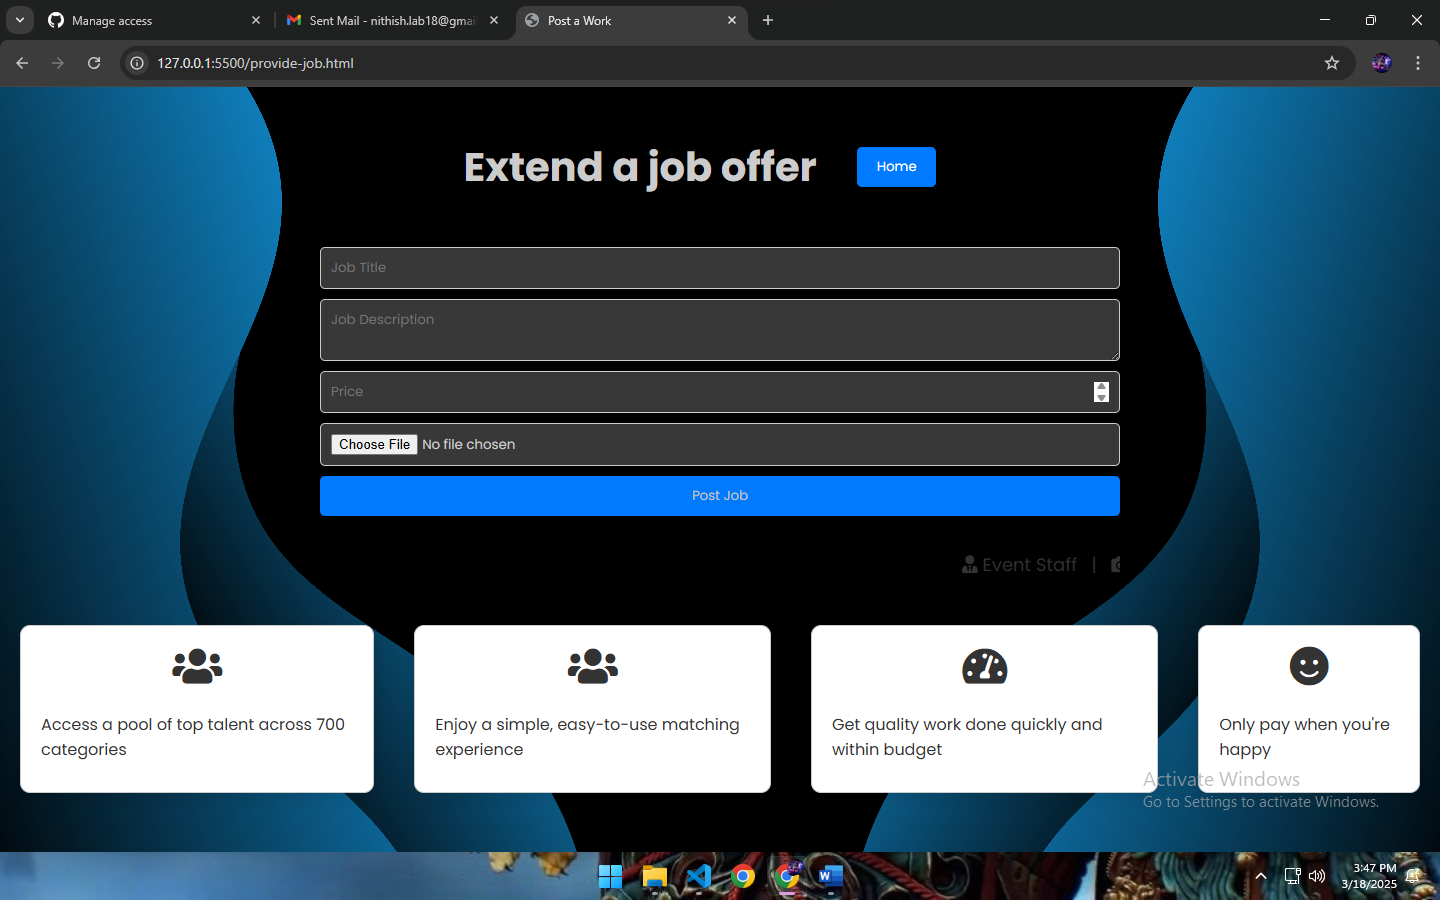 Manage access
Sent Mail - nithish.lab18@gmai
Post a Work
127.0.0.1:5500/provide-job.html
Extend a job offer
Home
Job Title
Job Description
Price
Choose File No file chosen
Post Job
Event Staff |
Access a pool of top talent across 700
categories
Enjoy a simple, easy-to-use matching
experience
Get quality work done quickly and
within budget
Only pay when you're
happy
Activate Windows
Go to Settings to activate Windows.
3:47 PM
3/18/2025